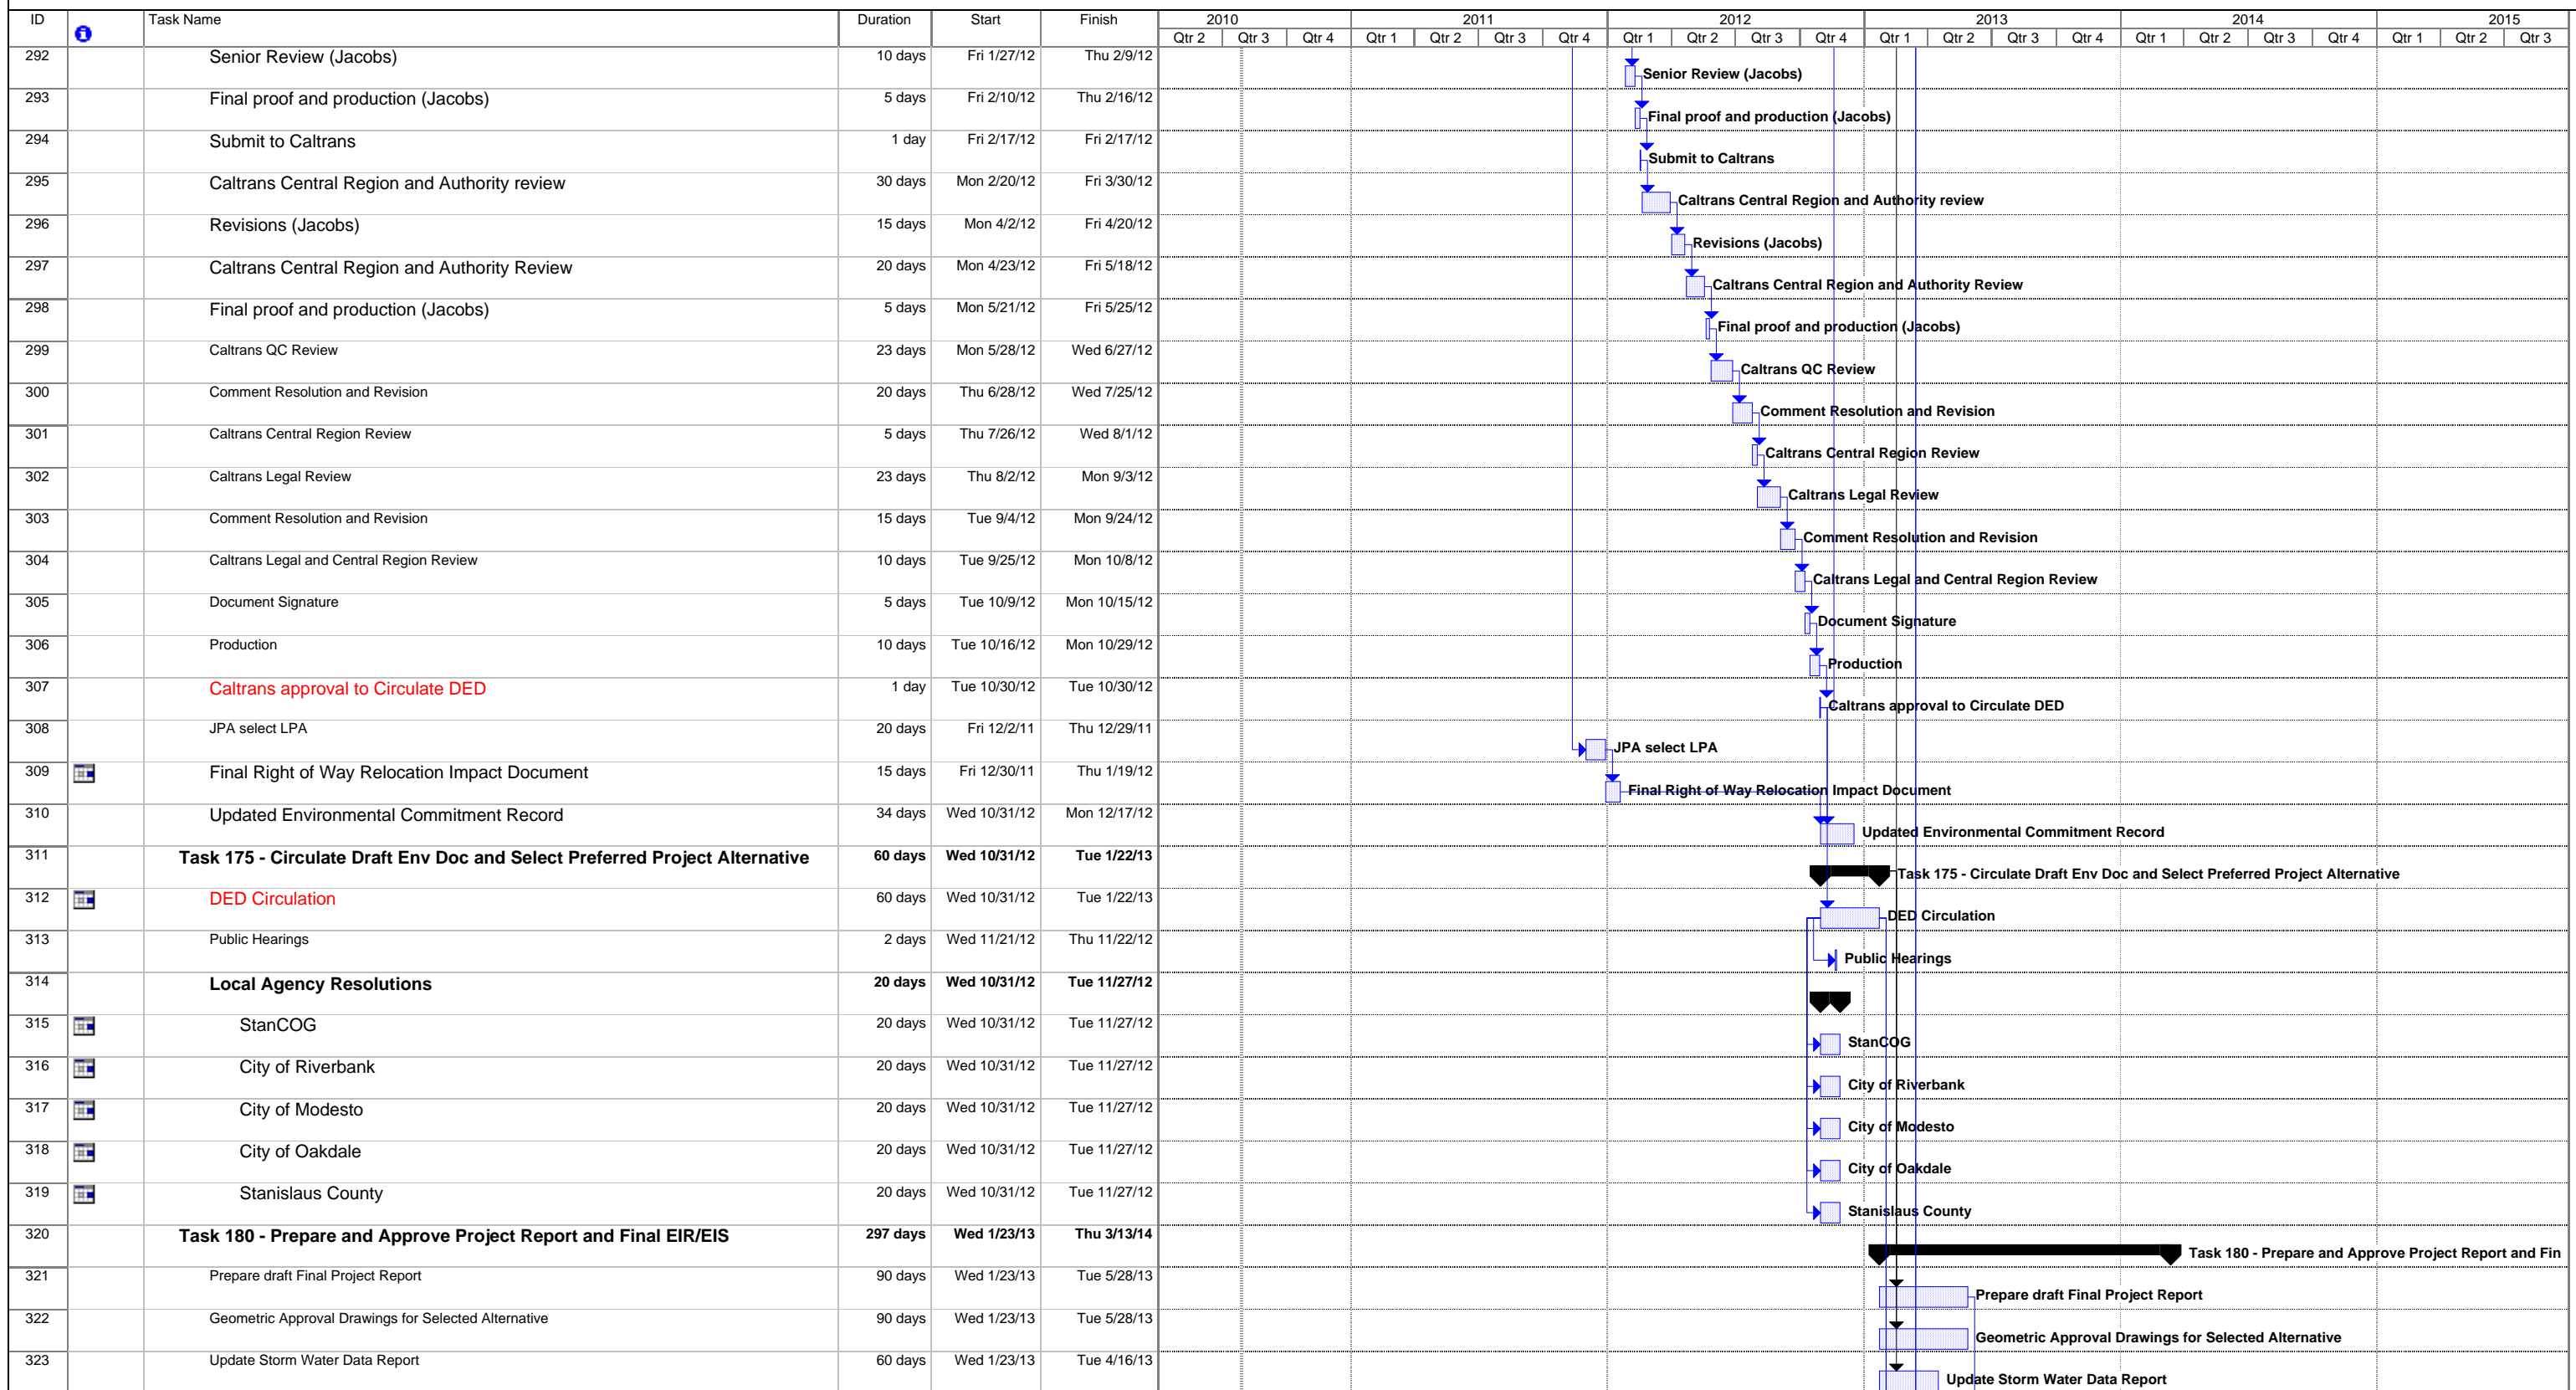 ID Task Name Duration Start Finish 2010 2011 2012 2013 2014 2015
Qtr 2 Qtr 3 Qtr 4 Qtr 1 Qtr 2 Qtr 3 Qtr 4 Qtr 1 Qtr 2 Qtr 3 Qtr 4 Qtr 1 Qtr 2 Qtr 3 Qtr 4 Qtr 1 Qtr 2 Qtr 3 Qtr 4 Qtr 1 Qtr 2 Qtr 3
292 Senior Review (Jacobs) 10 days Fri 1/27/12 Thu 2/9/12
Senior Review (Jacobs)
293 Final proof and production (Jacobs) 5 days Fri 2/10/12 Thu 2/16/12
Final proof and production (Jacobs)
294 Submit to Caltrans 1 day Fri 2/17/12 Fri 2/17/12
Submit to Caltrans
295 Caltrans Central Region and Authority review 30 days Mon 2/20/12 Fri 3/30/12
Caltrans Central Region and Authority review
296 Revisions (Jacobs) 15 days Mon 4/2/12 Fri 4/20/12
Revisions (Jacobs)
297 Caltrans Central Region and Authority Review 20 days Mon 4/23/12 Fri 5/18/12
Caltrans Central Region and Authority Review
298 Final proof and production (Jacobs) 5 days Mon 5/21/12 Fri 5/25/12
Final proof and production (Jacobs)
299 Caltrans QC Review 23 days Mon 5/28/12 Wed 6/27/12
Caltrans QC Review
300 Comment Resolution and Revision 20 days Thu 6/28/12 Wed 7/25/12
Comment Resolution and Revision
301 Caltrans Central Region Review 5 days Thu 7/26/12 Wed 8/1/12
Caltrans Central Region Review
302 Caltrans Legal Review 23 days Thu 8/2/12 Mon 9/3/12
Caltrans Legal Review
303 Comment Resolution and Revision 15 days Tue 9/4/12 Mon 9/24/12
Comment Resolution and Revision
304 Caltrans Legal and Central Region Review 10 days Tue 9/25/12 Mon 10/8/12
Caltrans Legal and Central Region Review
305 Document Signature 5 days Tue 10/9/12 Mon 10/15/12
Document Signature
306 Production 10 days Tue 10/16/12 Mon 10/29/12
Production
307 Caltrans approval to Circulate DED 1 day Tue 10/30/12 Tue 10/30/12
Caltrans approval to Circulate DED
308 JPA select LPA 20 days Fri 12/2/11 Thu 12/29/11
JPA select LPA
309 Final Right of Way Relocation Impact Document 15 days Fri 12/30/11 Thu 1/19/12
Final Right of Way Relocation Impact Document
310 Updated Environmental Commitment Record 34 days Wed 10/31/12 Mon 12/17/12
Updated Environmental Commitment Record
311 Task 175 - Circulate Draft Env Doc and Select Preferred Project Alternative 60 days Wed 10/31/12 Tue 1/22/13
Task 175 - Circulate Draft Env Doc and Select Preferred Project Alternative
312 DED Circulation 60 days Wed 10/31/12 Tue 1/22/13
DED Circulation
313 Public Hearings 2 days Wed 11/21/12 Thu 11/22/12
Public Hearings
314 Local Agency Resolutions 20 days Wed 10/31/12 Tue 11/27/12
315 StanCOG 20 days Wed 10/31/12 Tue 11/27/12
StanCOG
316 City of Riverbank 20 days Wed 10/31/12 Tue 11/27/12
City of Riverbank
317 City of Modesto 20 days Wed 10/31/12 Tue 11/27/12
City of Modesto
318 City of Oakdale 20 days Wed 10/31/12 Tue 11/27/12
City of Oakdale
319 Stanislaus County 20 days Wed 10/31/12 Tue 11/27/12
Stanislaus County
320 Task 180 - Prepare and Approve Project Report and Final EIR/EIS 297 days Wed 1/23/13 Thu 3/13/14
Task 180 - Prepare and Approve Project Report and Fin
321 Prepare draft Final Project Report 90 days Wed 1/23/13 Tue 5/28/13
Prepare draft Final Project Report
322 Geometric Approval Drawings for Selected Alternative 90 days Wed 1/23/13 Tue 5/28/13
Geometric Approval Drawings for Selected Alternative
323 Update Storm Water Data Report 60 days Wed 1/23/13 Tue 4/16/13
Update Storm Water Data Report